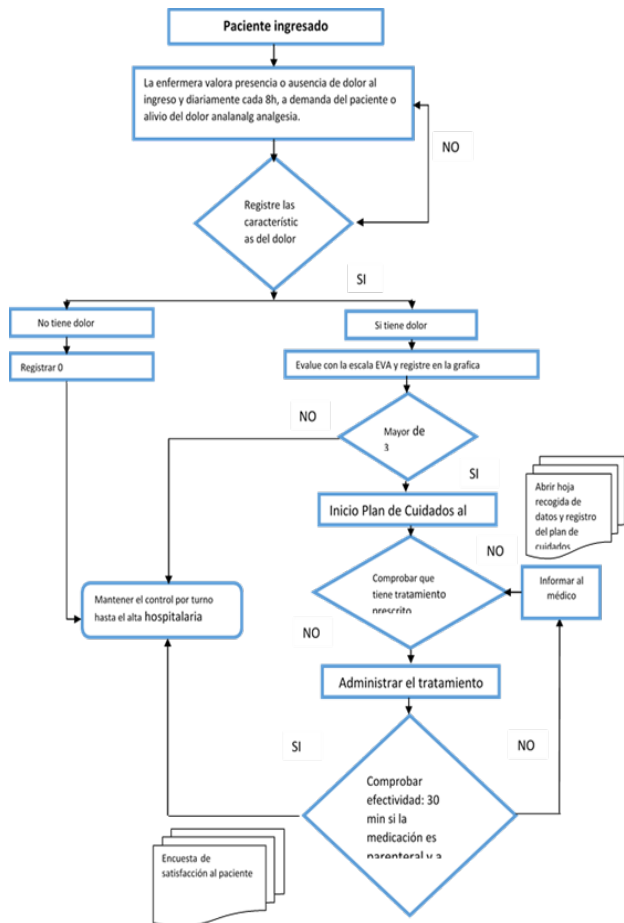 Paciente ingresado
La enfermera valora presencia o ausencia de dolor al
ingreso y diariamente cada 8h, a demanda del paciente o
alivio del dolor analanalg analgesia.
NO
Registre las
característic
as del dolor
SI
No tiene dolor
Si tiene dolor
Registrar 0
Evalue con la escala EVA y registre en la grafica
NO
Mayor de
3
SI
Abrir hoja
recogida de
datos y registro
del plan de
cuidados
Inicio Plan de Cuidados al
NO
Comprobar que
tiene tratamiento
prescrito
Informar al
médico
Mantener el control por turno
hasta el alta hospitalaria
NO
Administrar el tratamiento
SI
NO
Comprobar
efectividad: 30
min si la
medicación es
parenteral y a
Encuesta de
satisfacción al paciente